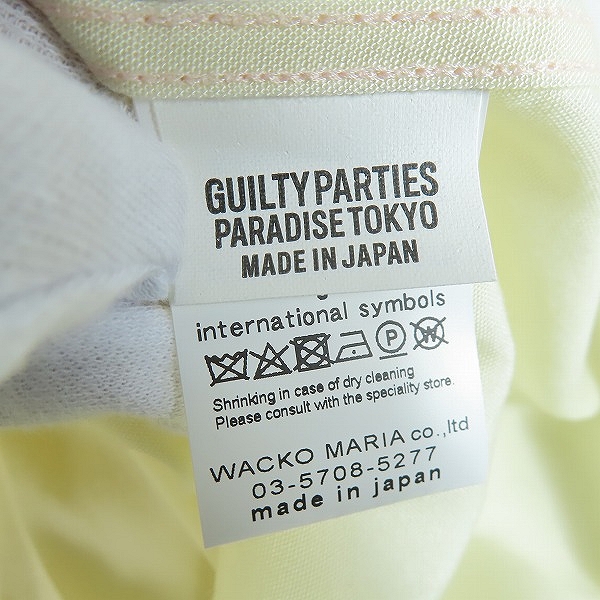 GUILTY PARTIES
PARADISE TOKYO
MADE IN JAPAN
international symbols
P W
Shrinking in case of dry cleaning
Please consult with the speciality store.
WACKO MARIA co.,ltd
03-5708-5277
made in japan